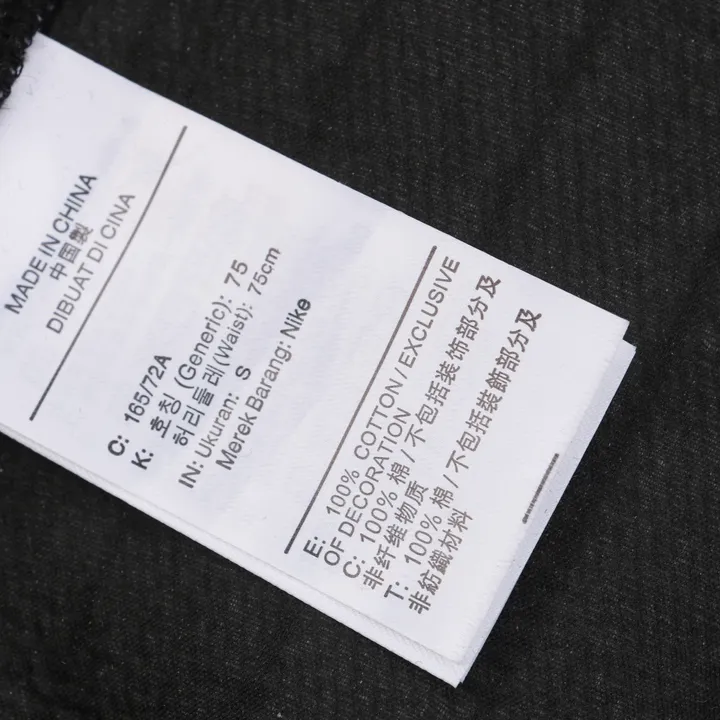 MADE IN CHINA
中国製
DIBUAT DI CINA
C: 165/72A
K: 호칭 (Generic): 75
허리둘레(Waist): 75cm
IN: Ukuran: S
Merek Barang: Nike
E: 100% COTTON / EXCLUSIVE
OF DECORATION
C: 100% 棉 / 不包括装饰部分及
非纤维物质
T: 100% 棉 / 不包括裝飾部分及
非紡織材料